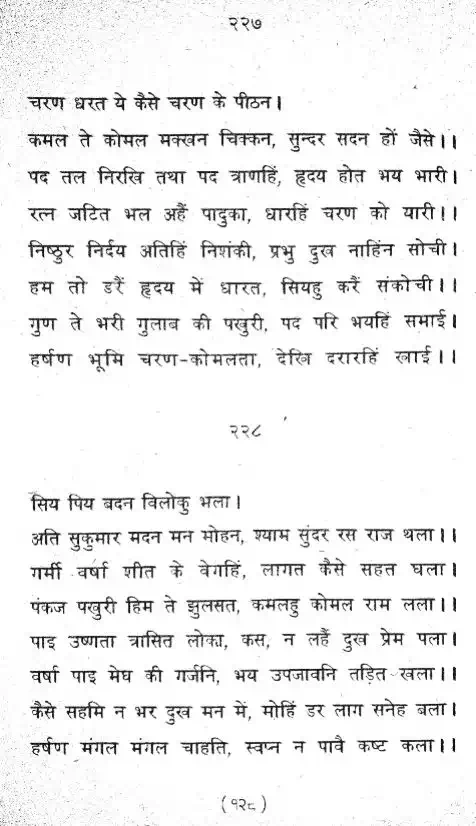 २२७
चरण धरत ये कैसे चरण के पीठन।
कमल ते कोमल मक्खन चिक्कन, सुन्दर सदन हों जैसे।।
पद तल निरखि तथा पद त्राणहिं, हृदय होत भय भारी।
रत्न जटित भल अहैं पादुका, धारहिं चरण को यारी।।
निष्ठुर निर्दय अतिहिं निशंकी, प्रभु दुख नाहिंन सोची।
हम तो डरैं हृदय में धारत, सियहु करैं संकोची।।
गुण ते भरी गुलाब की पखुरी, पद परि भयहिं समाई।
हर्षण भूमि चरण-कोमलता, देखि दरारहिं खाई।।
२२८
सिय पिय बदन विलोकु भला।
अति सुकुमार मदन मन मोहन, श्याम सुंदर रस राज थला।।
गर्मी वर्षा शीत के वेगहिं, लागत कैसे सहत घला।
पंकज पखुरी हिम ते झुलसत, कमलहु कोमल राम लला।।
पाइ उष्णता त्रासित लोका, कस, न लहैं दुख प्रेम पला।
वर्षा पाइ मेघ की गर्जनि, भय उपजावनि तड़ित खला।।
कैसे सहमि न भर दुख मन में, मोहिं डर लाग सनेह बला।
हर्षण मंगल मंगल चाहति, स्वप्न न पावै कष्ट कला।।
(१२८)